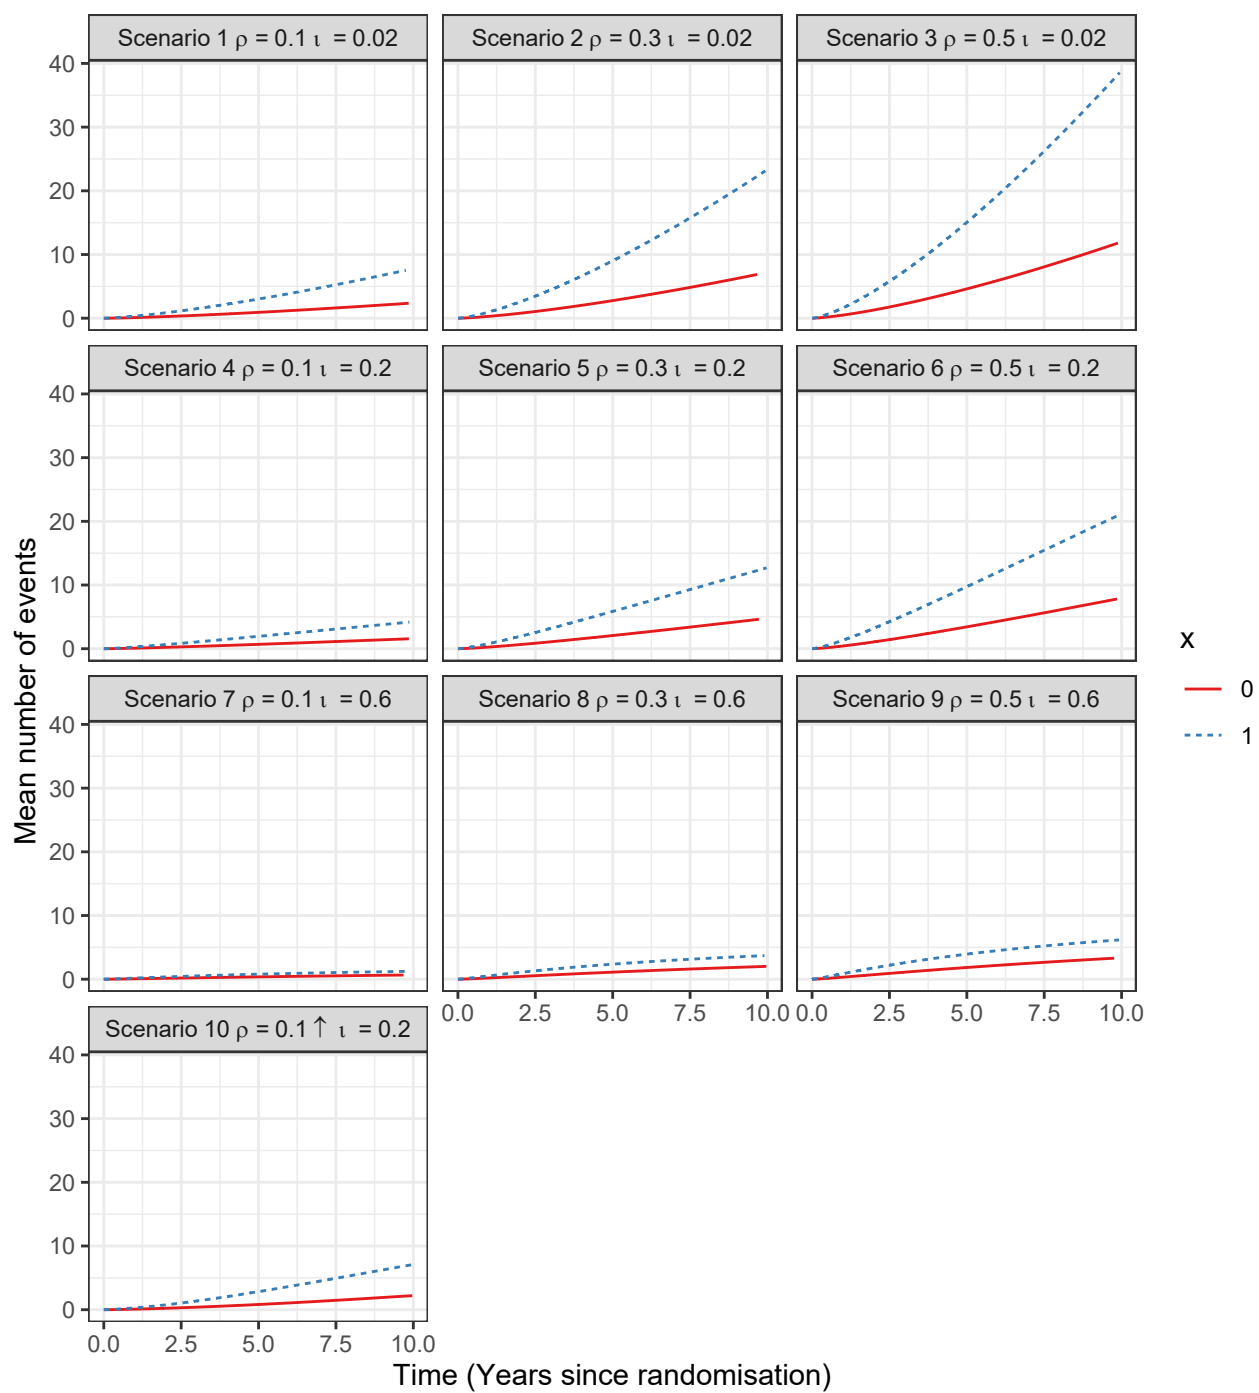 Scenario 1 ρ = 0.1 ι = 0.02
Scenario 2 ρ = 0.3 ι = 0.02
Scenario 3 ρ = 0.5 ι = 0.02
40
30
20
10
0
Scenario 4 ρ = 0.1 ι = 0.2
Scenario 5 ρ = 0.3 ι = 0.2
Scenario 6 ρ = 0.5 ι = 0.2
40
30
20
10
0
Scenario 7 ρ = 0.1 ι = 0.6
Scenario 8 ρ = 0.3 ι = 0.6
Scenario 9 ρ = 0.5 ι = 0.6
40
30
20
10
0
0.0 2.5 5.0 7.5 10.0
0.0 2.5 5.0 7.5 10.0
Scenario 10 ρ = 0.1 ↑ ι = 0.2
40
30
20
10
0
0.0 2.5 5.0 7.5 10.0
Time (Years since randomisation)
Mean number of events
x
0
1